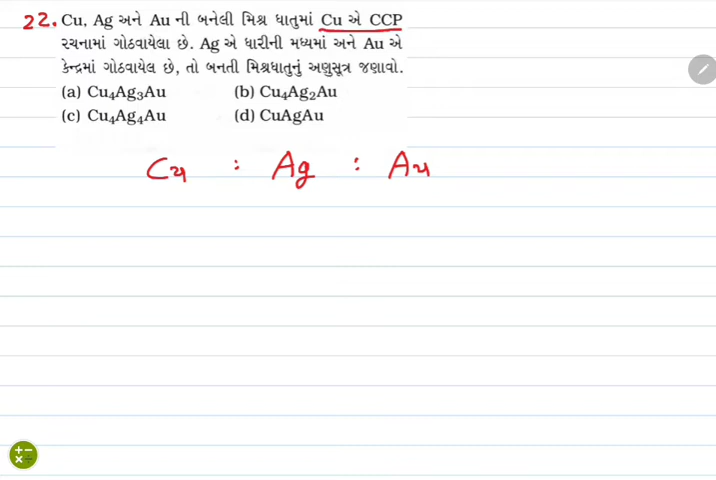 22. Cu, Ag અને Au ની બનેલી મિશ્ર ધાતુમાં Cu એ CCP
રચનામાં ગોઠવાયેલા છે. Ag એ ધારીની મધ્યમાં અને Au એ
કેન્દ્રમાં ગોઠવાયેલ છે, તો બનતી મિશ્રધાતુનું અણુસૂત્ર જણાવો.
(a) Cu₄Ag₃Au (b) Cu₄Ag₂Au
(c) Cu₄Ag₄Au (d) CuAgAu
Cu : Ag : Au